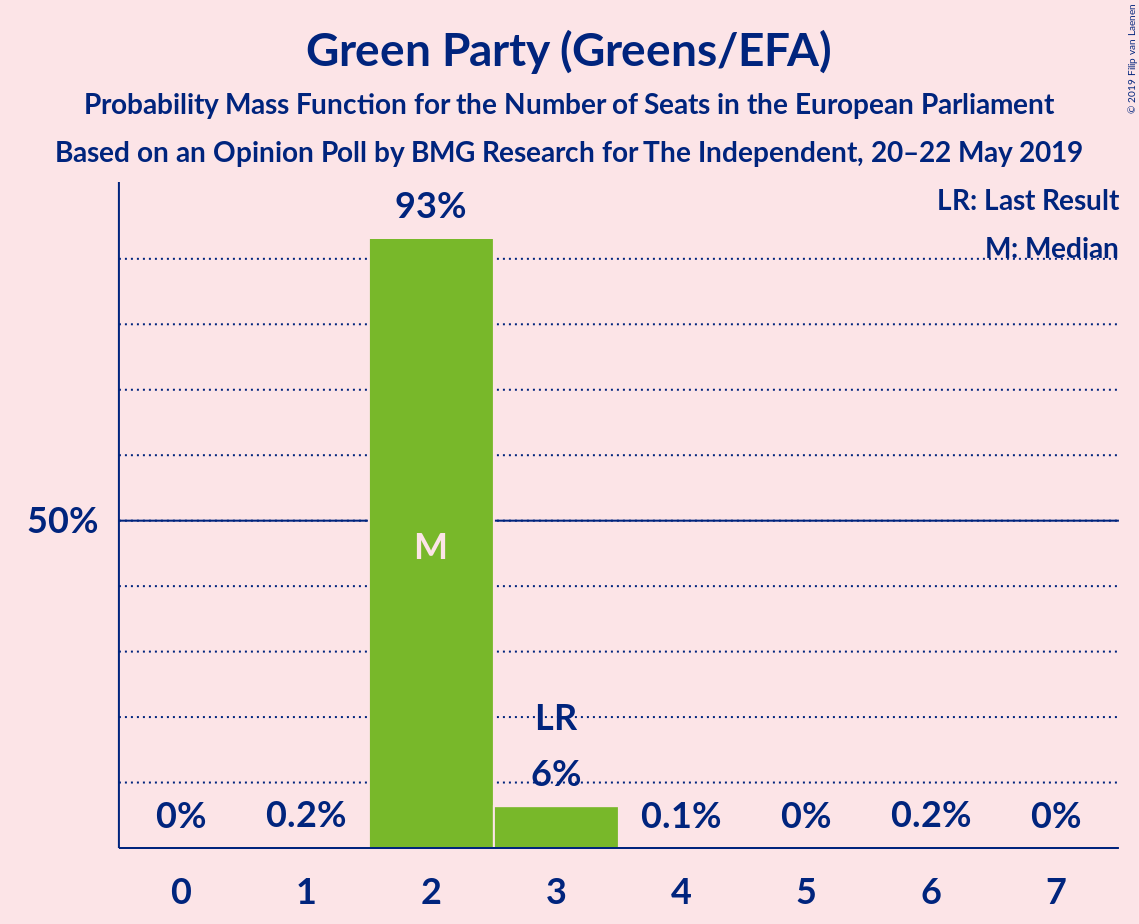 Green Party (Greens/EFA)
Probability Mass Function for the Number of Seats in the European Parliament
Based on an Opinion Poll by BMG Research for The Independent, 20–22 May 2019
© 2019 Filip van Laenen
LR: Last Result
M: Median
93%
50%
M
LR
6%
0% 0.2% 0.1% 0% 0.2% 0%
0 1 2 3 4 5 6 7